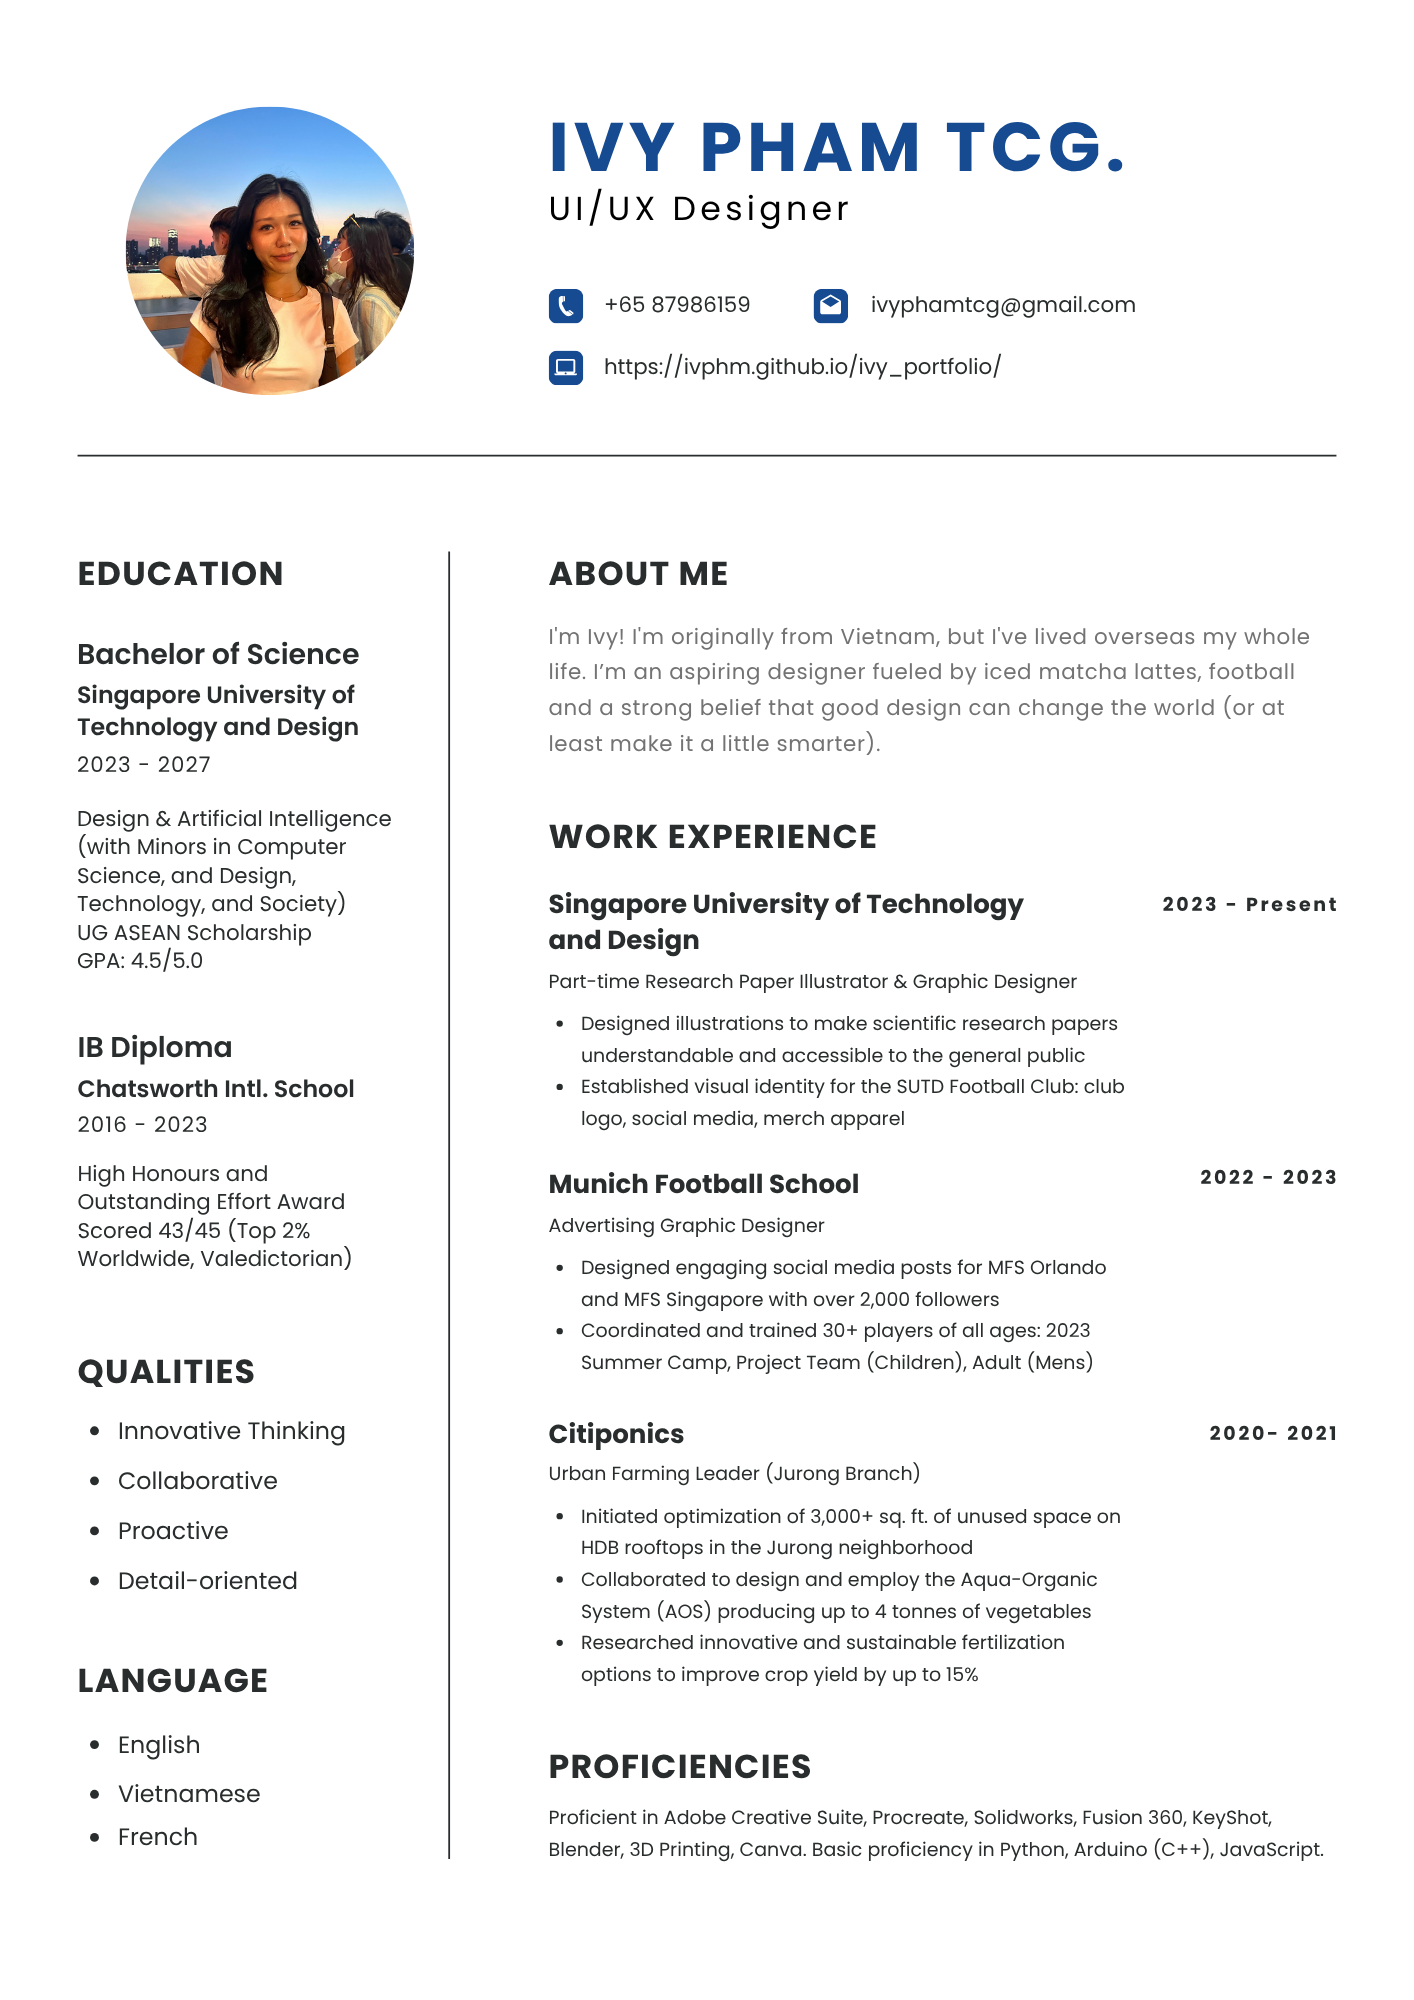 IVY PHAM TCG.
UI/UX Designer
+65 87986159
ivyphamtcg@gmail.com
https://ivphm.github.io/ivy_portfolio/
EDUCATION
Bachelor of Science
Singapore University of
Technology and Design
2023 - 2027
Design & Artificial Intelligence
(with Minors in Computer
Science, and Design,
Technology, and Society)
UG ASEAN Scholarship
GPA: 4.5/5.0
IB Diploma
Chatsworth Intl. School
2016 - 2023
High Honours and
Outstanding Effort Award
Scored 43/45 (Top 2%
Worldwide, Valedictorian)
QUALITIES
• Innovative Thinking
• Collaborative
• Proactive
• Detail-oriented
LANGUAGE
• English
• Vietnamese
• French
ABOUT ME
I'm Ivy! I'm originally from Vietnam, but I've lived overseas my whole
life. I’m an aspiring designer fueled by iced matcha lattes, football
and a strong belief that good design can change the world (or at
least make it a little smarter).
WORK EXPERIENCE
Singapore University of Technology
and Design
2023 - Present
Part-time Research Paper Illustrator & Graphic Designer
• Designed illustrations to make scientific research papers
understandable and accessible to the general public
• Established visual identity for the SUTD Football Club: club
logo, social media, merch apparel
Munich Football School
2022 - 2023
Advertising Graphic Designer
• Designed engaging social media posts for MFS Orlando
and MFS Singapore with over 2,000 followers
• Coordinated and trained 30+ players of all ages: 2023
Summer Camp, Project Team (Children), Adult (Mens)
Citiponics
2020- 2021
Urban Farming Leader (Jurong Branch)
• Initiated optimization of 3,000+ sq. ft. of unused space on
HDB rooftops in the Jurong neighborhood
• Collaborated to design and employ the Aqua-Organic
System (AOS) producing up to 4 tonnes of vegetables
• Researched innovative and sustainable fertilization
options to improve crop yield by up to 15%
PROFICIENCIES
Proficient in Adobe Creative Suite, Procreate, Solidworks, Fusion 360, KeyShot,
Blender, 3D Printing, Canva. Basic proficiency in Python, Arduino (C++), JavaScript.